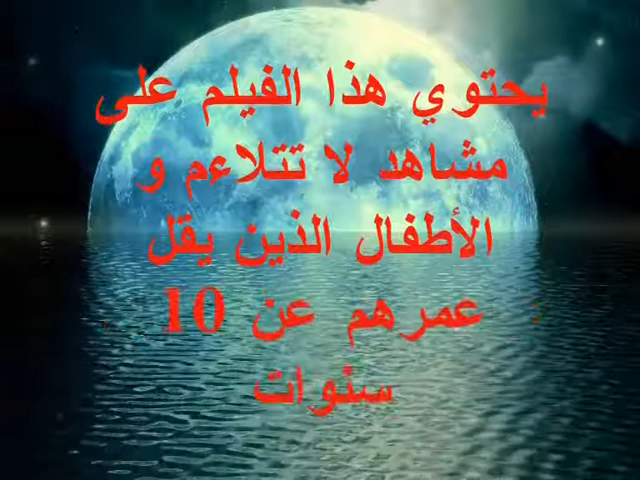 يحتوي هذا الفيلم على
مشاهد لا تتلاءم و
الأطفال الذين يقل
عمرهم عن 10
سنوات